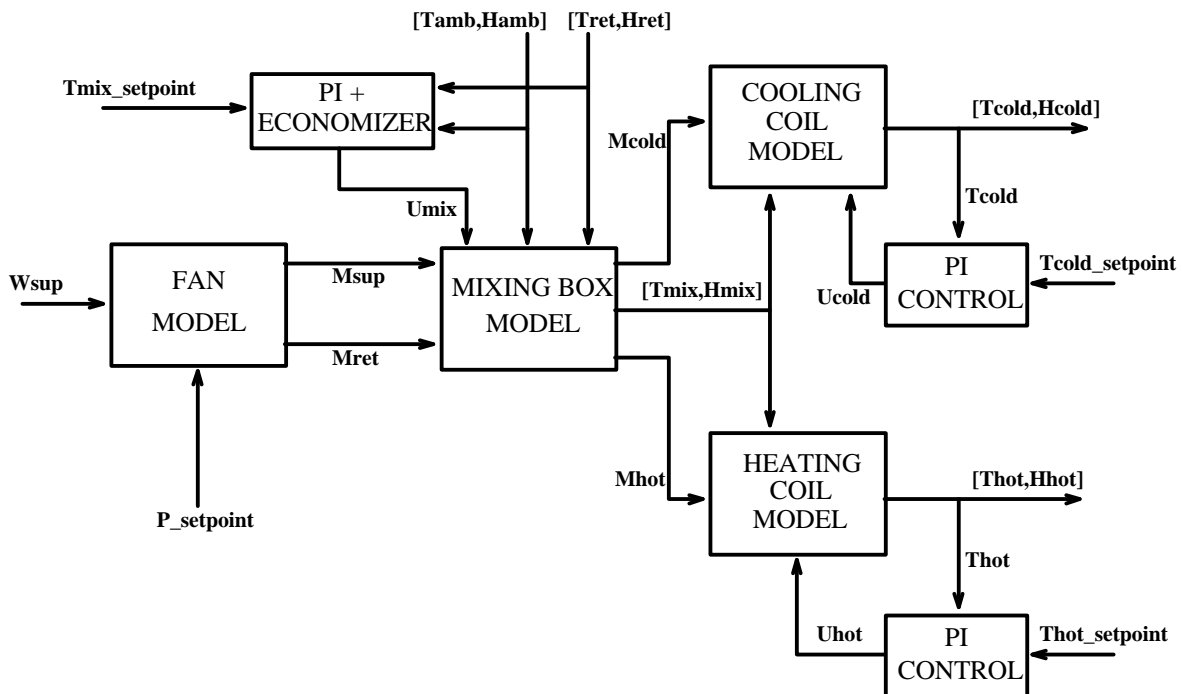 [Tamb,Hamb]
[Tret,Hret]
Tmix_setpoint
PI +
ECONOMIZER
COOLING
COIL
MODEL
[Tcold,Hcold]
Mcold
Umix
Tcold
Wsup
FAN
MODEL
Msup
Mret
MIXING BOX
MODEL
[Tmix,Hmix]
Ucold
PI
CONTROL
Tcold_setpoint
P_setpoint
Mhot
HEATING
COIL
MODEL
[Thot,Hhot]
Thot
Uhot
PI
CONTROL
Thot_setpoint